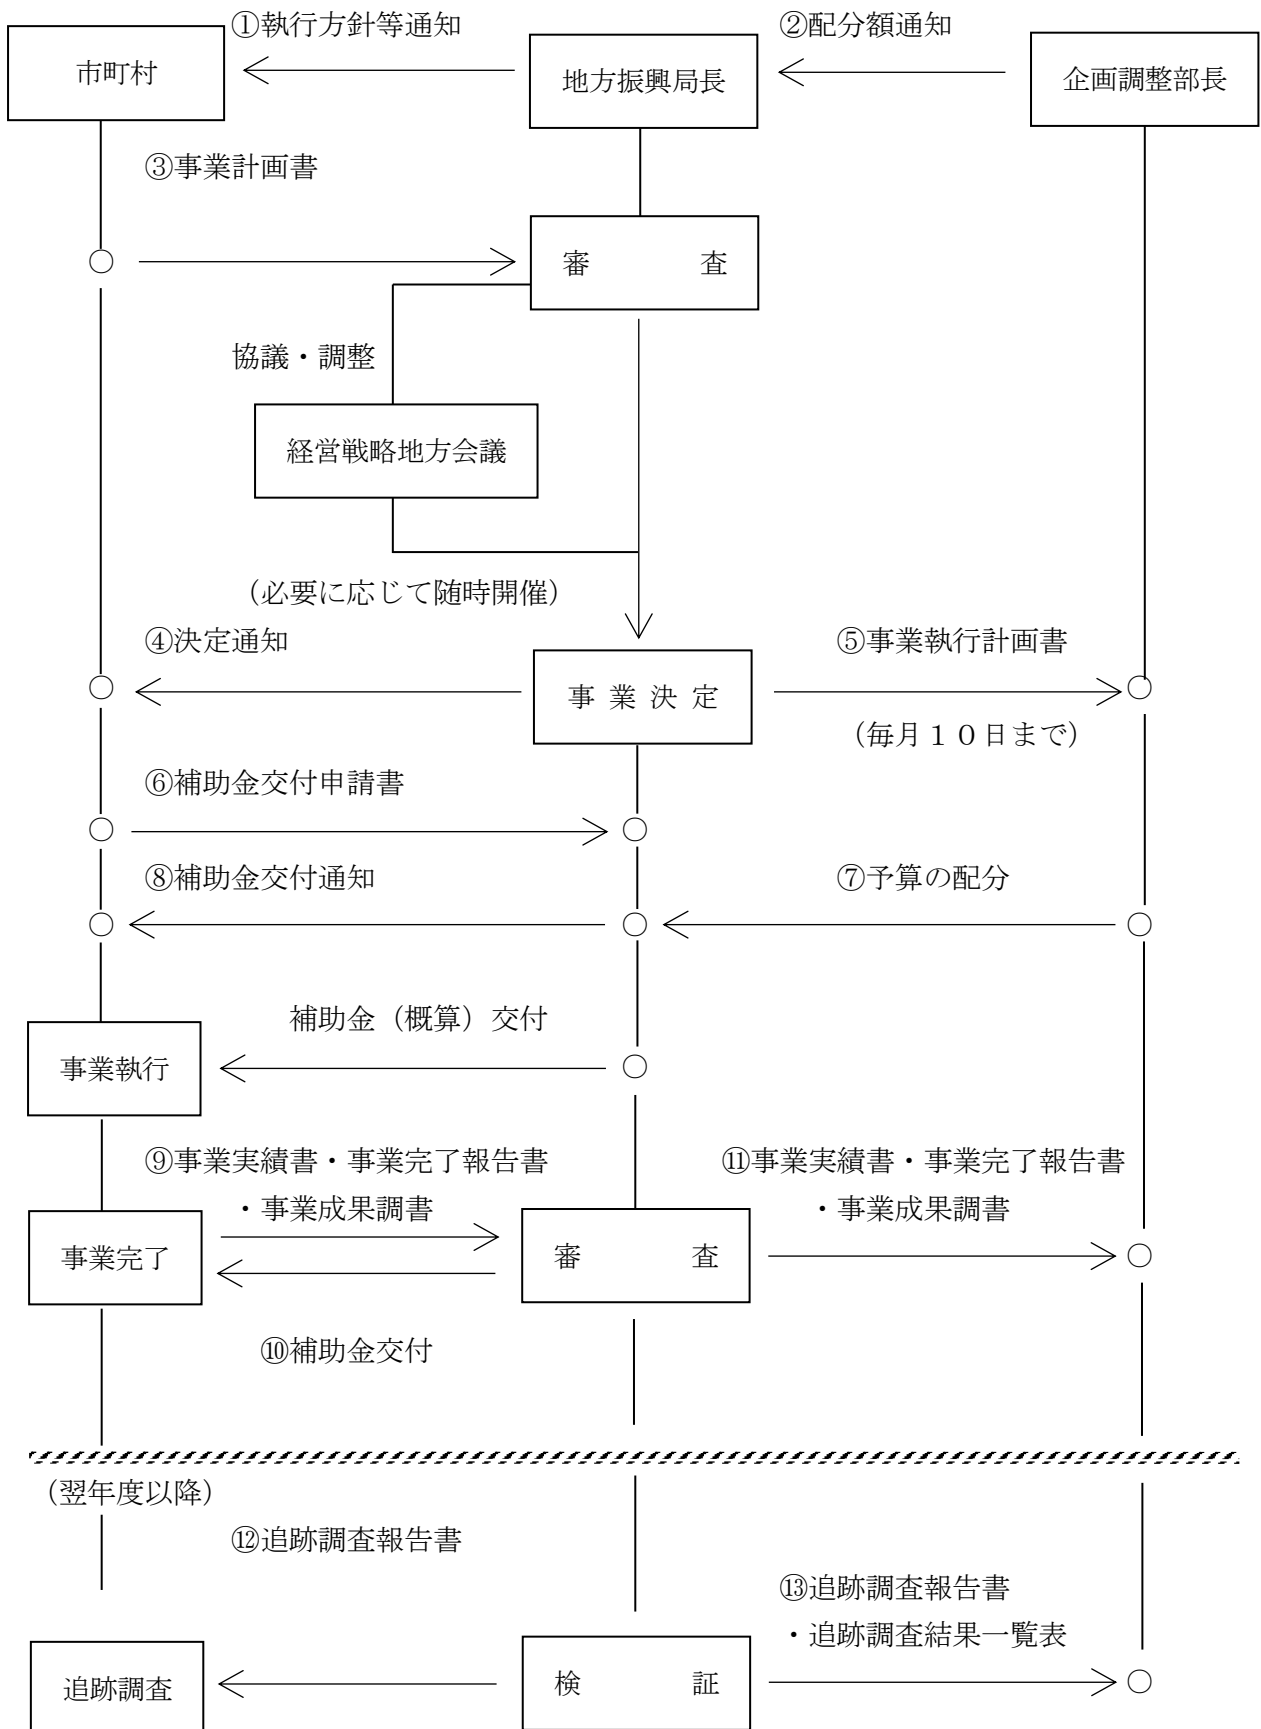 ①執行方針等通知
②配分額通知
市町村
地方振興局長
企画調整部長
③事業計画書
審　　　　査
協議・調整
経営戦略地方会議
（必要に応じて随時開催）
④決定通知
⑤事業執行計画書
事 業 決 定
（毎月１０日まで）
⑥補助金交付申請書
⑧補助金交付通知
⑦予算の配分
補助金（概算）交付
事業執行
⑨事業実績書・事業完了報告書
・事業成果調書
⑪事業実績書・事業完了報告書
・事業成果調書
事業完了
審　　　　査
⑩補助金交付
（翌年度以降）
⑫追跡調査報告書
⑬追跡調査報告書
・追跡調査結果一覧表
追跡調査
検　　　　証